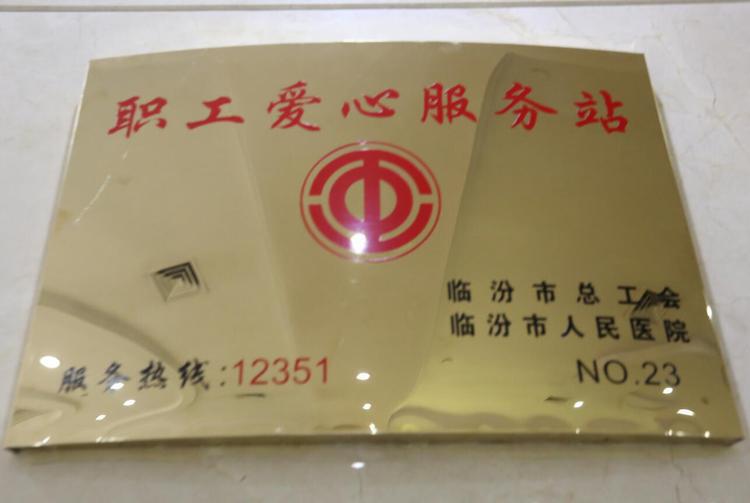 职工爱心服务站
临汾市总工会
临汾市人民医院
服务热线:12351
NO.23